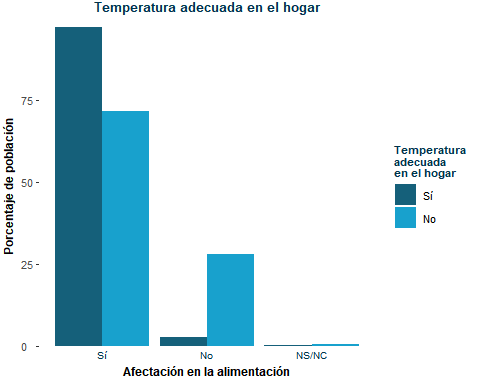 Temperatura adecuada en el hogar
Porcentaje de población
75
50
25
0
Sí
No
NS/NC
Afectación en la alimentación
Temperatura
adecuada
en el hogar
Sí
No